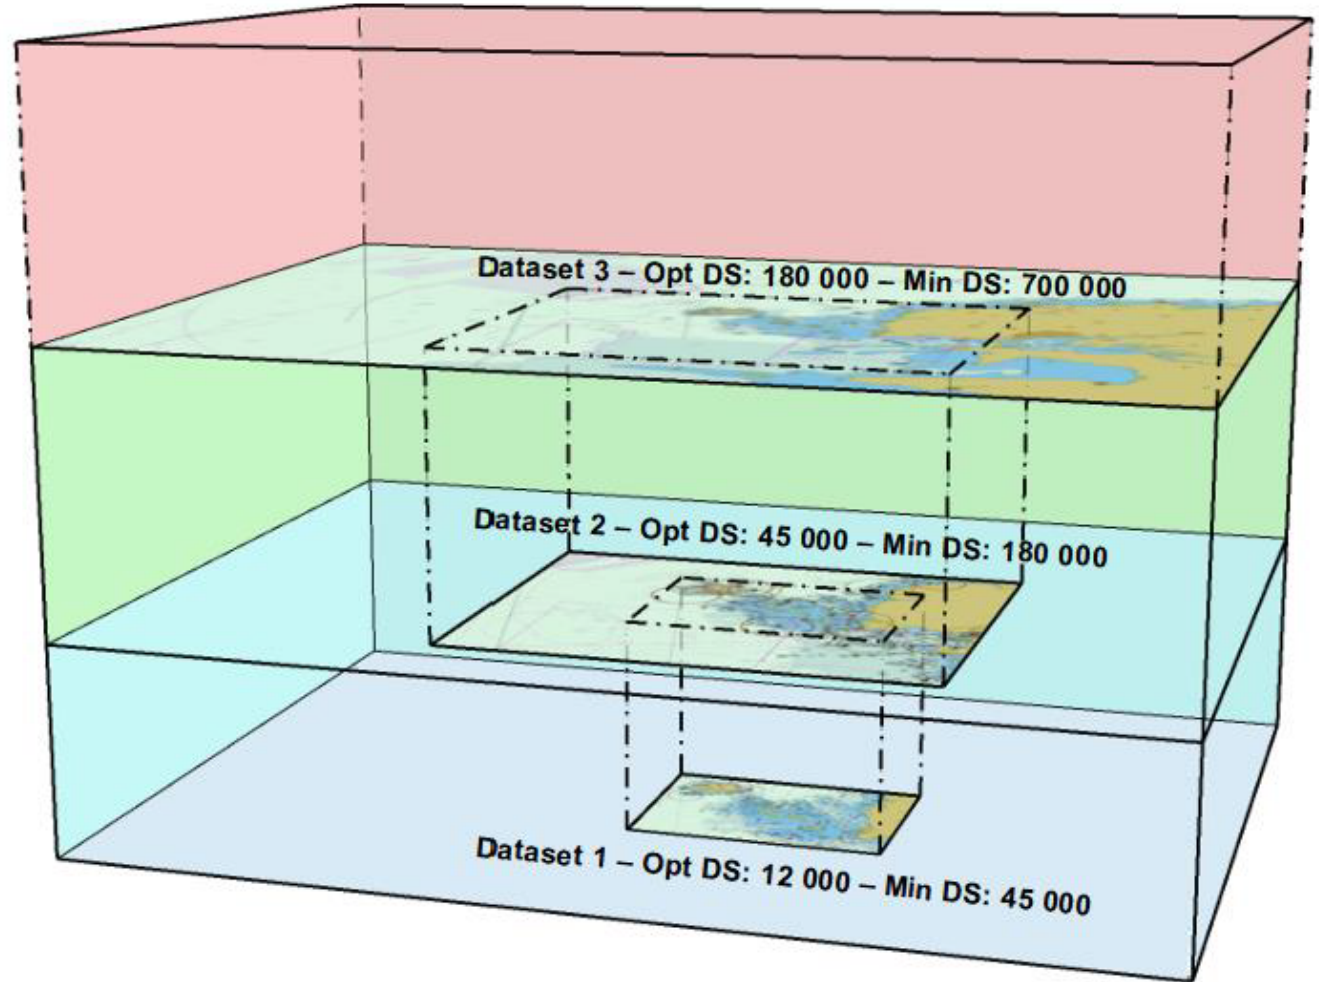 Dataset 3 – Opt DS: 180 000 – Min DS: 700 000
Dataset 2 – Opt DS: 45 000 – Min DS: 180 000
Dataset 1 – Opt DS: 12 000 – Min DS: 45 000